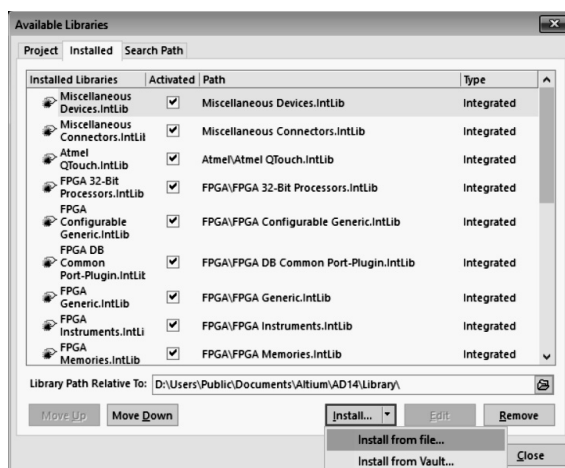 Available Libraries
Project Installed Search Path
Installed Libraries Activated Path Type
Miscellaneous
Devices.IntLib Miscellaneous Devices.IntLib Integrated
Miscellaneous
Connectors.IntLib Miscellaneous Connectors.IntLib Integrated
Atmel
QTouch.IntLib Atmel\Atmel QTouch.IntLib Integrated
FPGA 32-Bit
Processors.IntLib FPGA\FPGA 32-Bit Processors.IntLib Integrated
FPGA
Configurable FPGA\FPGA Configurable Generic.IntLib Integrated
Generic.IntLib
FPGA DB
Common FPGA\FPGA DB Common Port-Plugin.IntLib Integrated
Port-Plugin.IntLib
FPGA
Generic.IntLib FPGA\FPGA Generic.IntLib Integrated
FPGA
Instruments.IntLi FPGA\FPGA Instruments.IntLib Integrated
FPGA
Memories.IntLib FPGA\FPGA Memories.IntLib Integrated
Library Path Relative To: D:\Users\Public\Documents\Altium\AD14\Library\
Move Up Move Down Install... Edit Remove
Install from file...
Install from Vault... Close